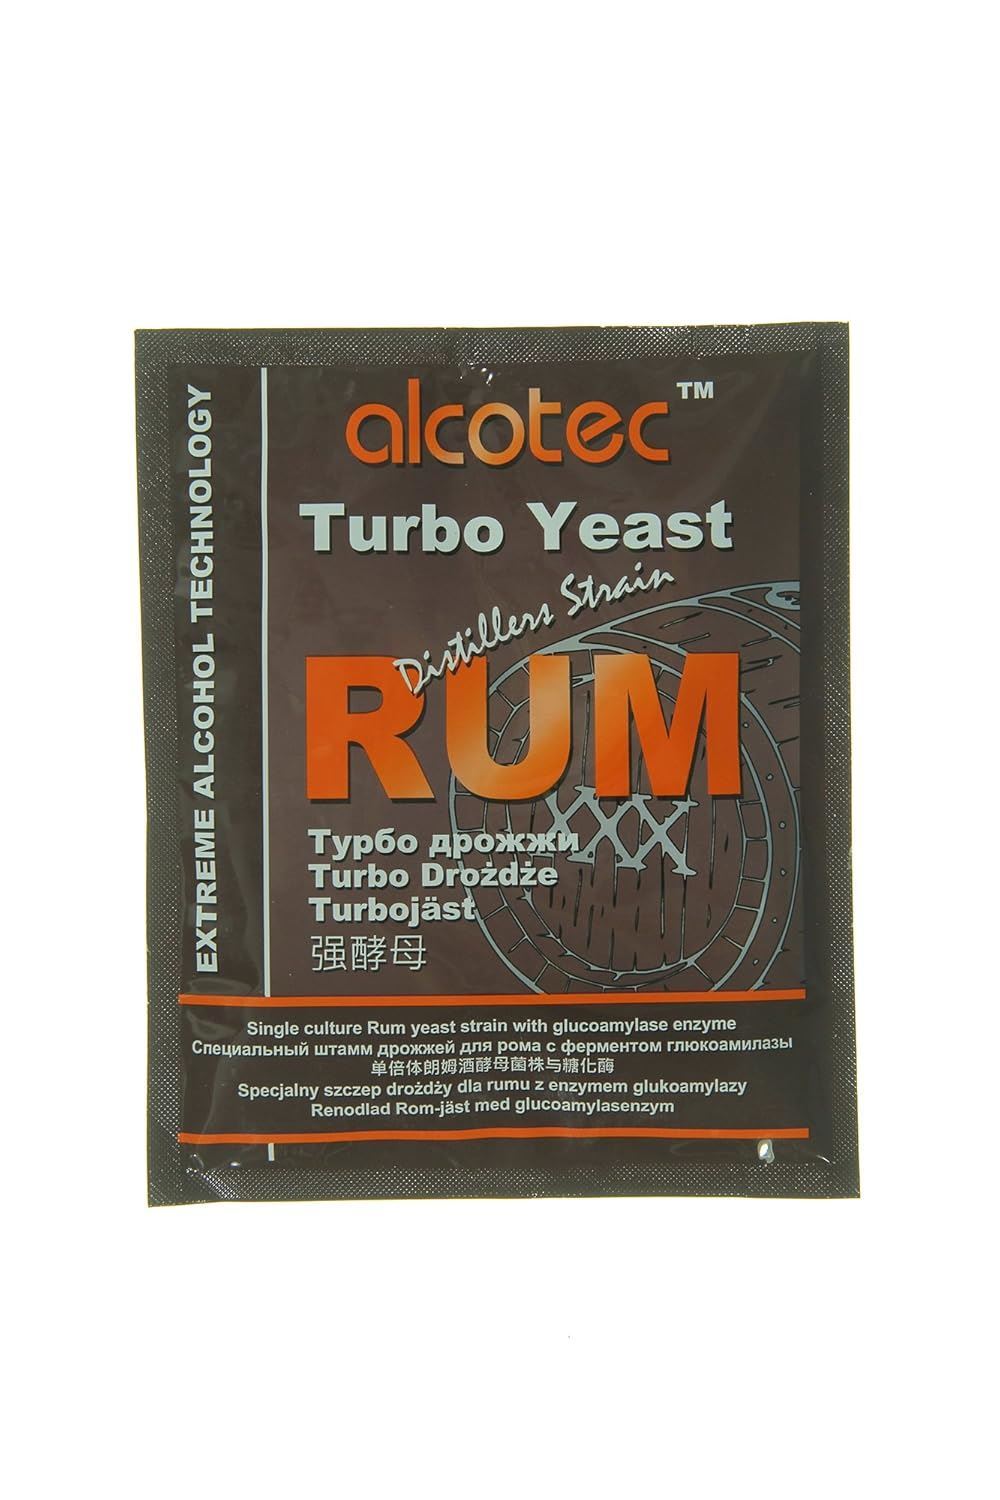 EXTREME ALCOHOL TECHNOLOGY
alcotec™
Turbo Yeast
Distillers Strain
RUM
XXX
Турбо дрожжи
Turbo Drożdże
Turbojäst
强酵母
Single culture Rum yeast strain with glucoamylase enzyme
Специальный штамм дрожжей для рома с ферментом глюкоамилазы
单倍体朗姆酒酵母菌株与糖化酶
Specjalny szczep drożdży dla rumu z enzymem glukoamylazy
Renodlad Rom-jäst med glucoamylasenzym